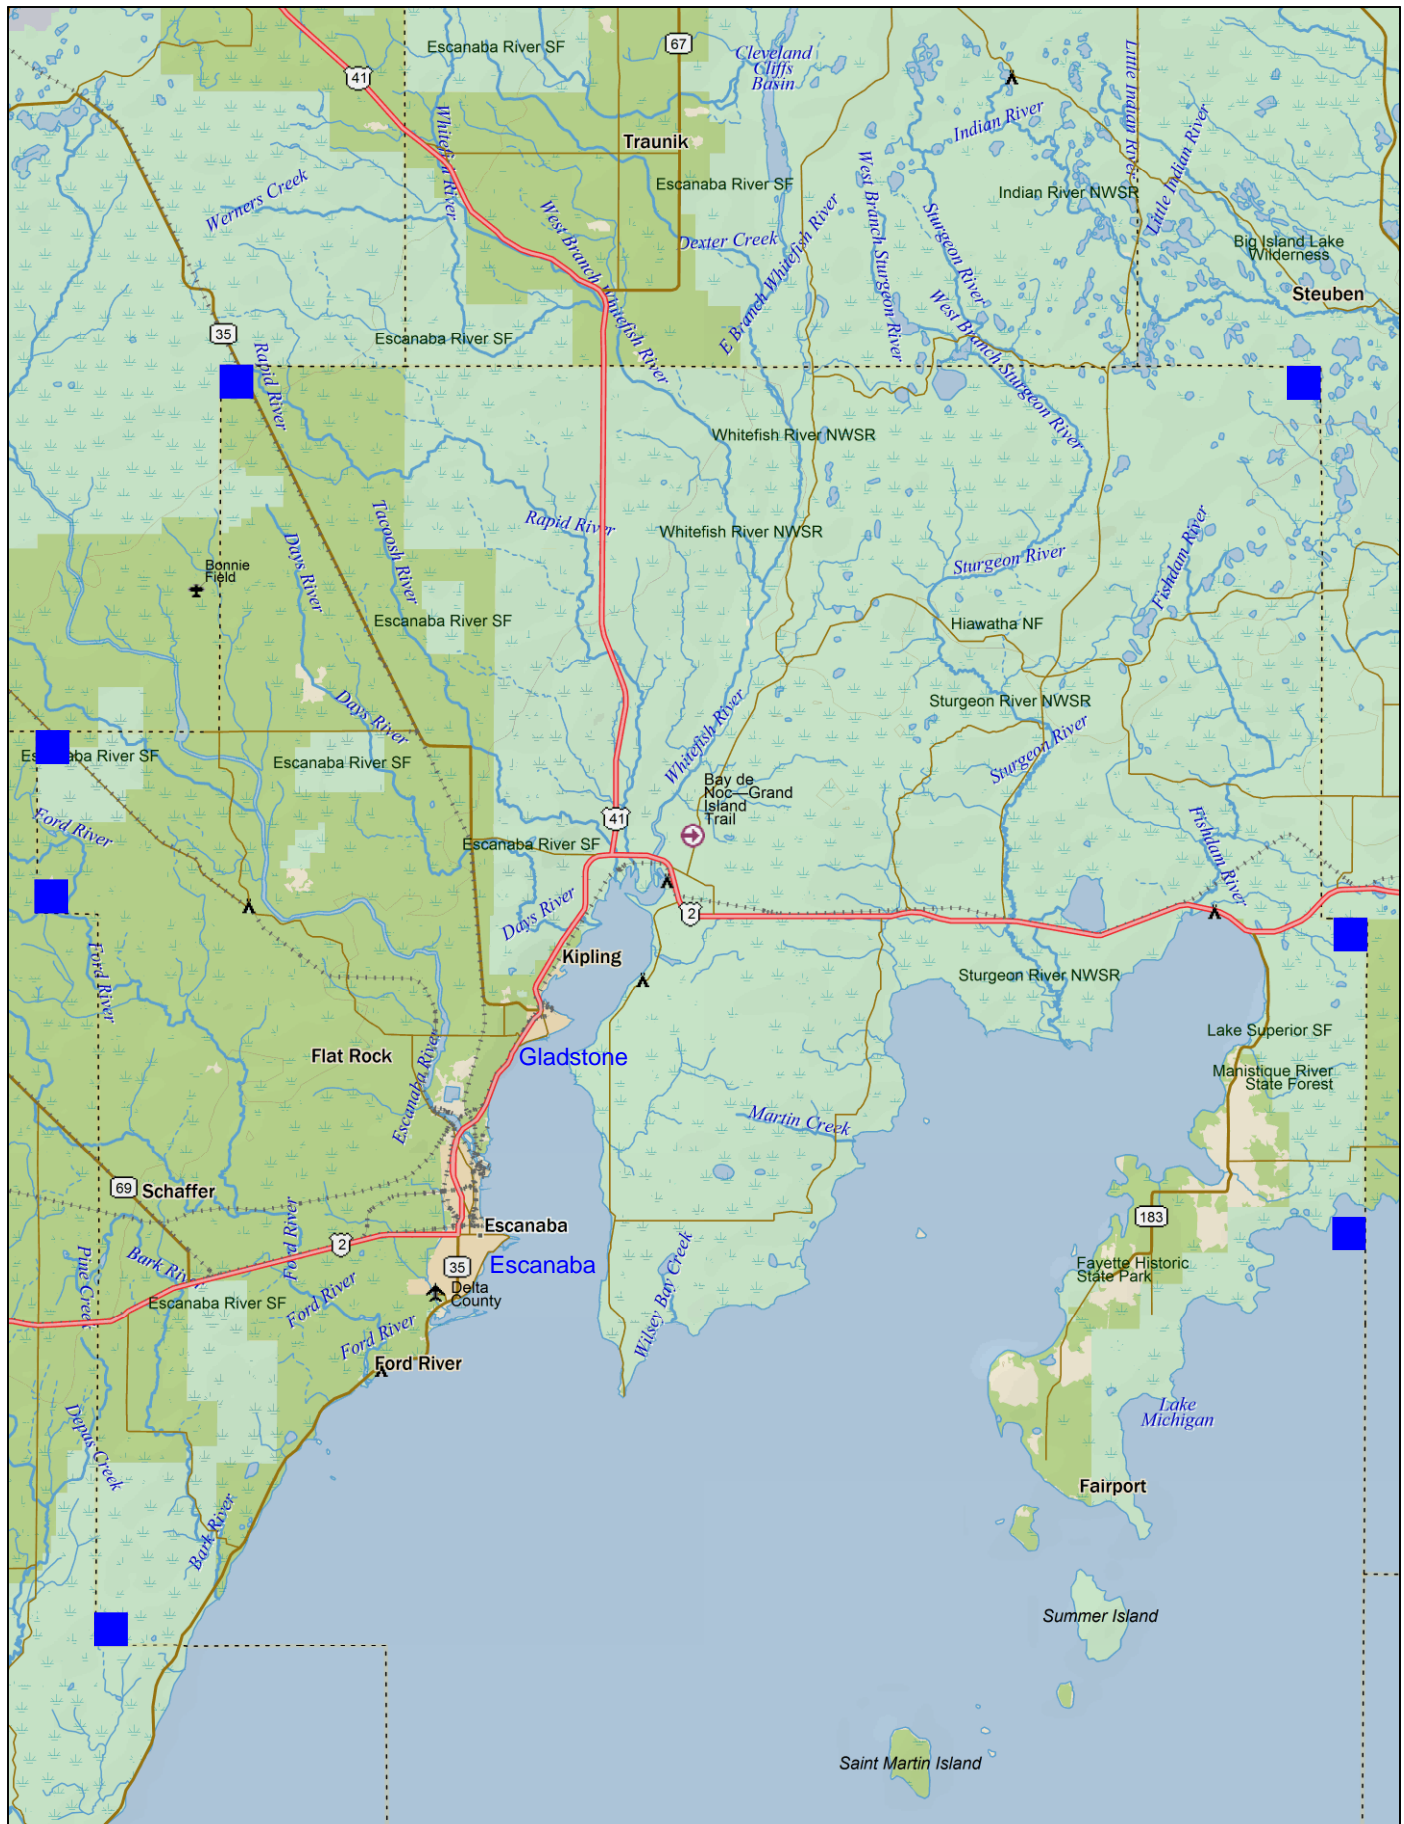 Escanaba River SF
67
Cleveland
Cliffs
Basin
41
Whitefish River
Traunik
Indian River
Little Indian River
Little Indian River
Escanaba River SF
Indian River NWSR
Werners Creek
West Branch Whitefish River
Dexter Creek
E Branch Whitefish River
West Branch Sturgeon River
Sturgeon River
Big Island Lake
Wilderness
Steuben
35
Escanaba River SF
Rapid River
West Branch Sturgeon River
Whitefish River NWSR
Tacoosh River
Rapid River
Whitefish River NWSR
Days River
Bonnie
Field
Sturgeon River
Fishdam River
Escanaba River SF
Hiawatha NF
Days River
Sturgeon River NWSR
Whitefish River
Sturgeon River
Escanaba River SF
Escanaba River SF
Bay de
Noc—Grand
Island
Trail
41
Ford River
Escanaba River SF
Fishdam River
Days River
2
Kipling
Ford River
Sturgeon River NWSR
Lake Superior SF
Flat Rock
Gladstone
Escanaba River
Manistique River
State Forest
Martin Creek
69
Schaffer
Ford River
183
Escanaba
2
Pine Creek
Bark River
35
Escanaba
Wilsey Bay Creek
Fayette Historic
State Park
Escanaba River SF
Ford River
Delta
County
Ford River
Ford River
Lake
Michigan
Depas Creek
Fairport
Bark River
Summer Island
Saint Martin Island